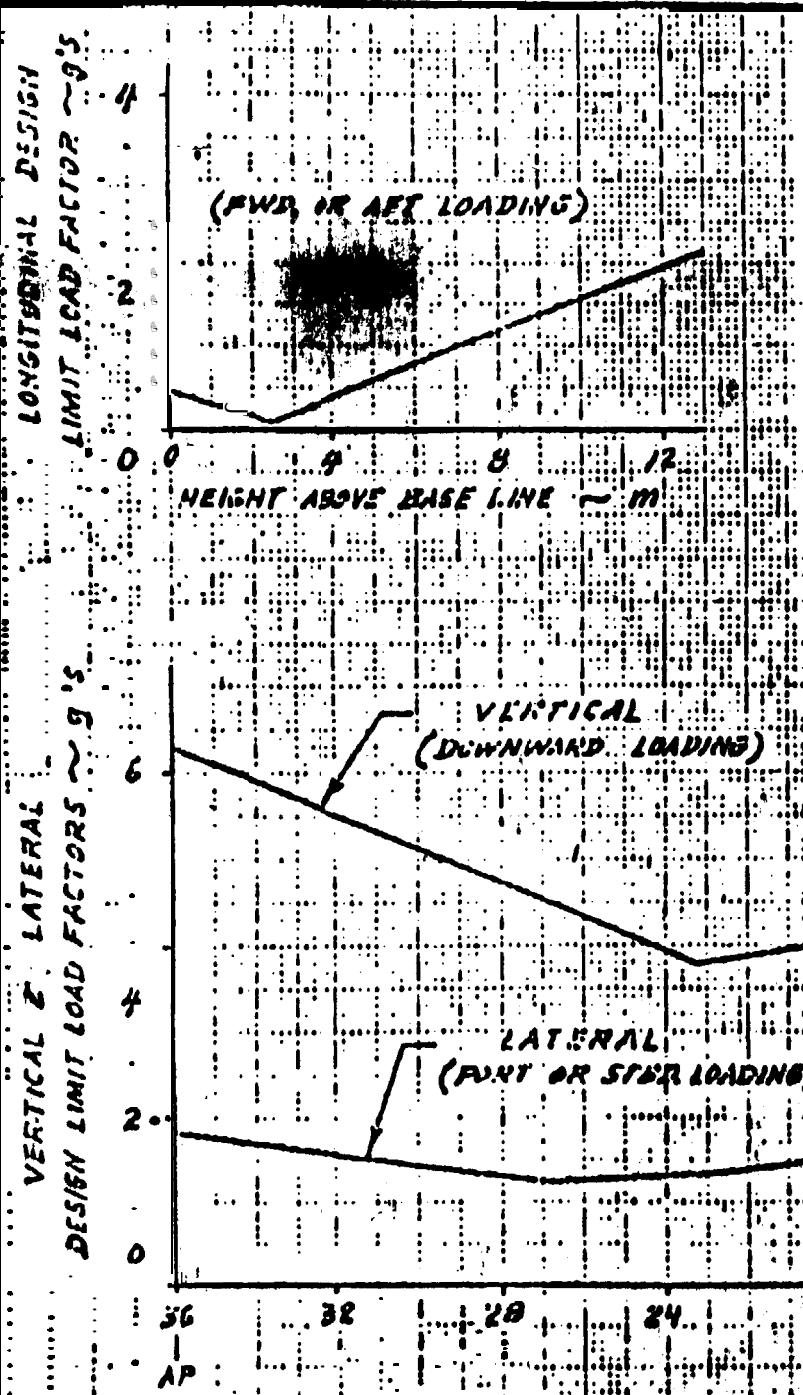 LONGITUDINAL DESIGN
LIMIT LOAD FACTOR ~ g's.
4
(FWD, OR AFT LOADING)
2
0 0 4 8 12
HEIGHT ABOVE BASE LINE ~ m
VERTICAL & LATERAL
DESIGN LIMIT LOAD FACTORS ~ g's
VERTICAL
(DOWNWARD LOADING)
6
4
LATERAL
(PORT OR STBD LOADING
2
0
36 32 28 24
AP